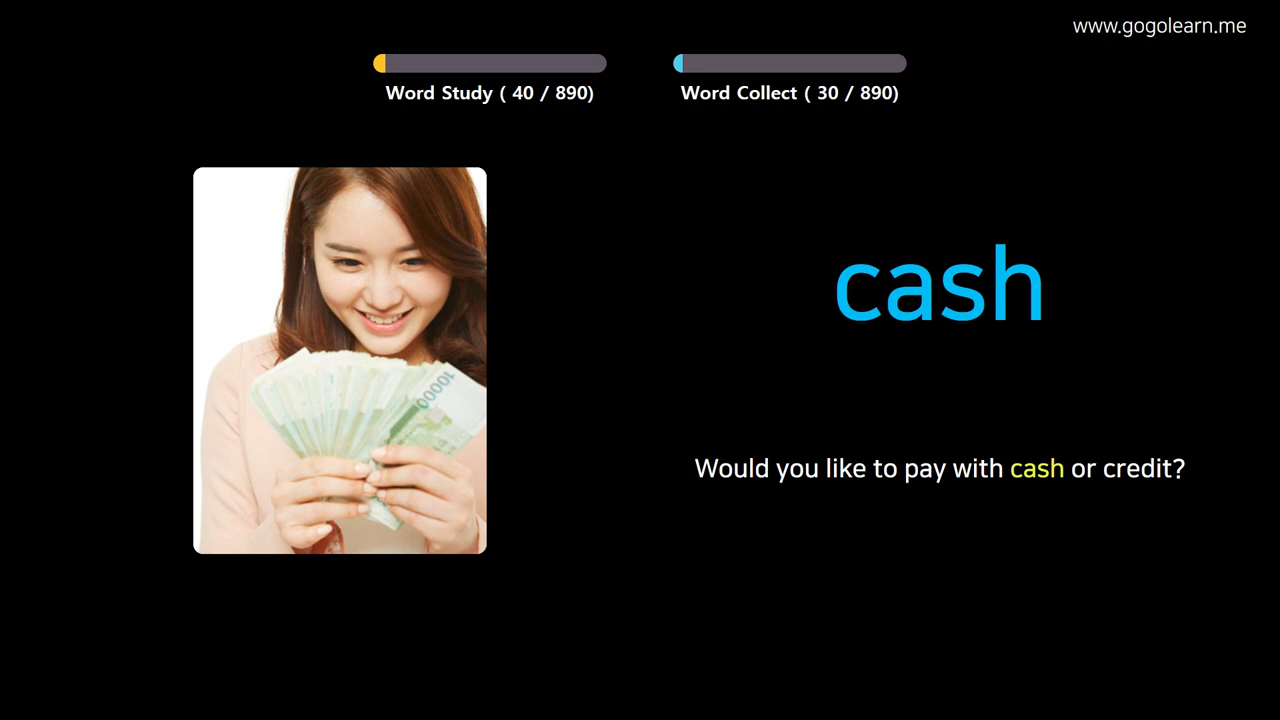 www.gogolearn.me
Word Study ( 40 / 890)
Word Collect ( 30 / 890)
10000
cash
Would you like to pay with cash or credit?